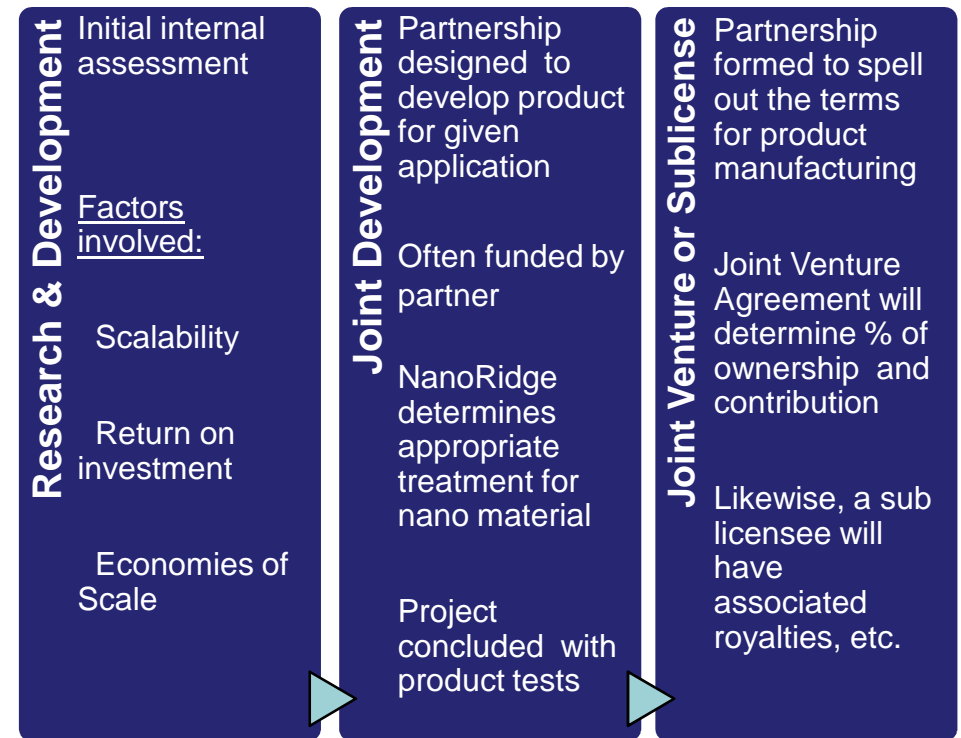 Research & Development
Initial internal
assessment
Factors
involved:
Scalability
Return on
investment
Economies of
Scale
Joint Development
Partnership
designed to
develop product
for given
application
Often funded by
partner
NanoRidge
determines
appropriate
treatment for
nano material
Project
concluded with
product tests
Joint Venture or Sublicense
Partnership
formed to spell
out the terms
for product
manufacturing
Joint Venture
Agreement will
determine % of
ownership and
contribution
Likewise, a sub
licensee will
have
associated
royalties, etc.